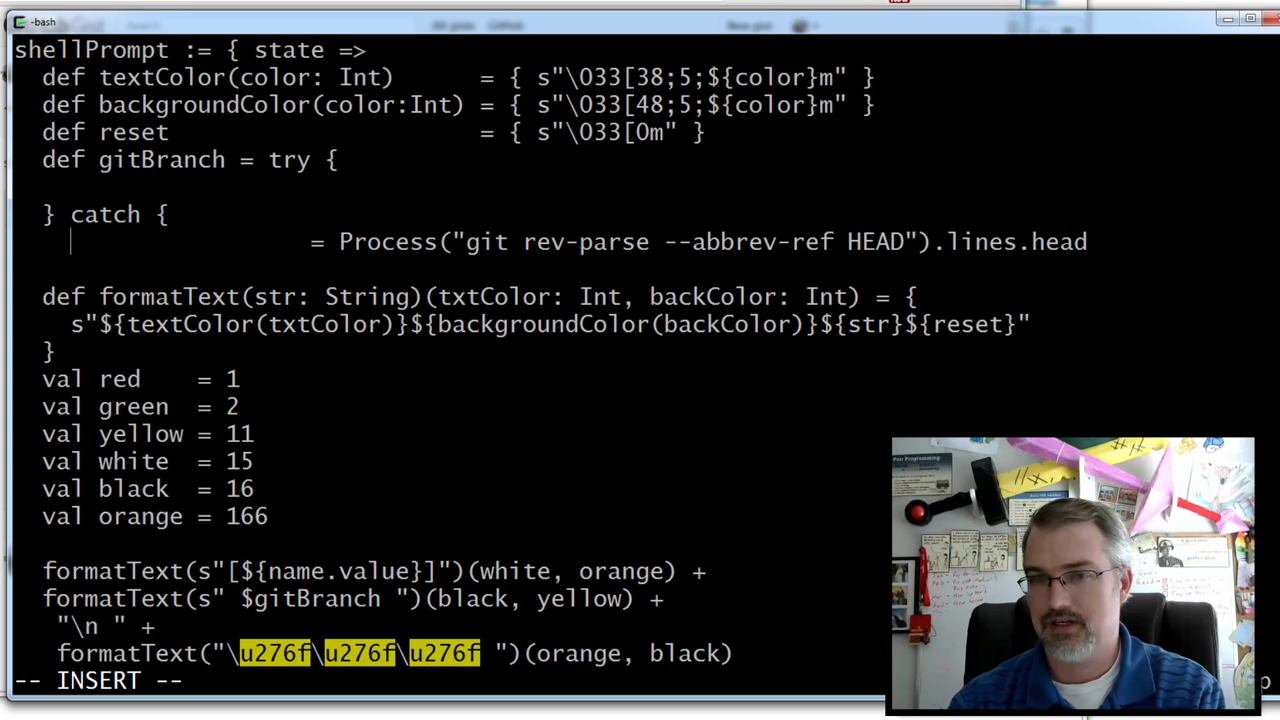 -bash
shellPrompt := { state =>
def textColor(color: Int) = { s"\033[38;5;${color}m" }
def backgroundColor(color:Int) = { s"\033[48;5;${color}m" }
def reset = { s"\033[0m" }
def gitBranch = try {
} catch {
= Process("git rev-parse --abbrev-ref HEAD").lines.head
def formatText(str: String)(txtColor: Int, backColor: Int) = {
s"${textColor(txtColor)}${backgroundColor(backColor)}${str}${reset}"
}
val red = 1
val green = 2
val yellow = 11
val white = 15
val black = 16
val orange = 166
formatText(s"[${name.value}]")(white, orange) +
formatText(s" $gitBranch ")(black, yellow) +
"\n " +
formatText("\u276f\u276f\u276f ")(orange, black)
-- INSERT --